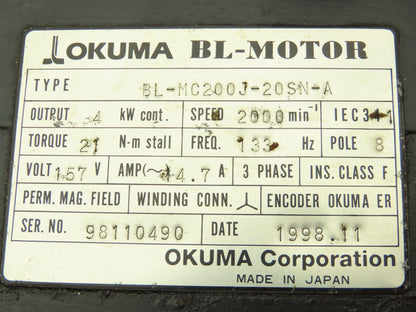 OKUMA BL-MOTOR
TYPE BL-MC200J-20SN-A
OUTPUT 4 kW cont. SPEED 2000 min⁻¹ IEC34-1
TORQUE 21 N-m stall FREQ. 133 Hz POLE 8
VOLT 157 V AMP(~) 14.7 A 3 PHASE INS. CLASS F
PERM. MAG. FIELD WINDING CONN. ENCODER OKUMA ER
SER. NO. 98110490 DATE 1998.11
OKUMA Corporation
MADE IN JAPAN